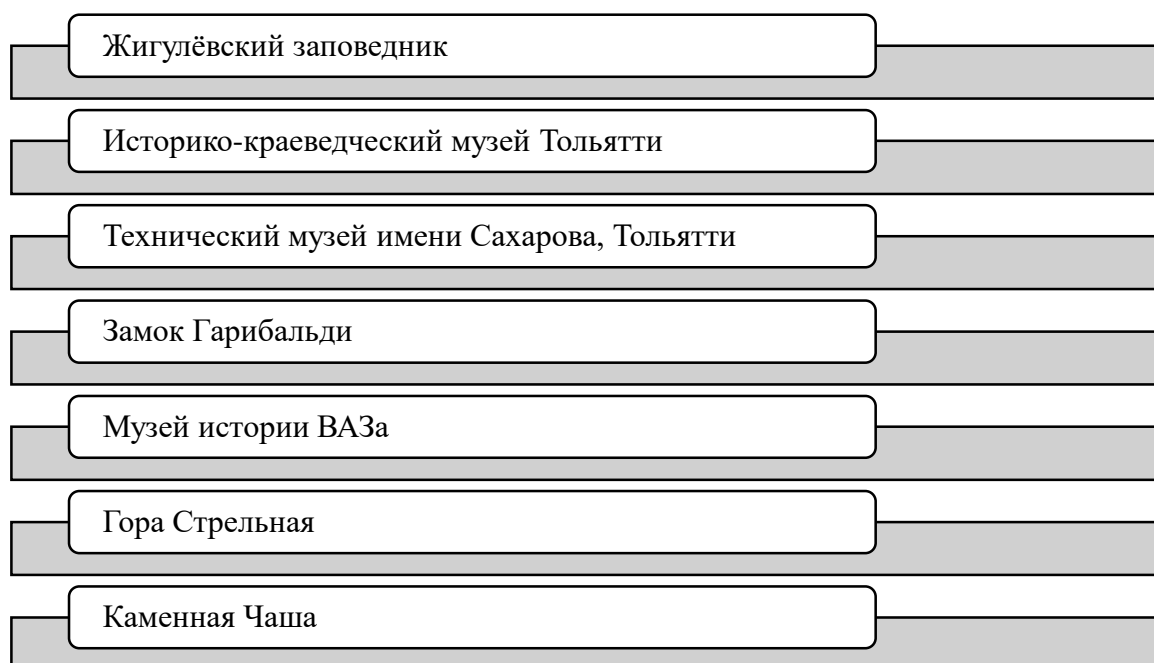 Жигулёвский заповедник
Историко-краеведческий музей Тольятти
Технический музей имени Сахарова, Тольятти
Замок Гарибальди
Музей истории ВАЗа
Гора Стрельная
Каменная Чаша